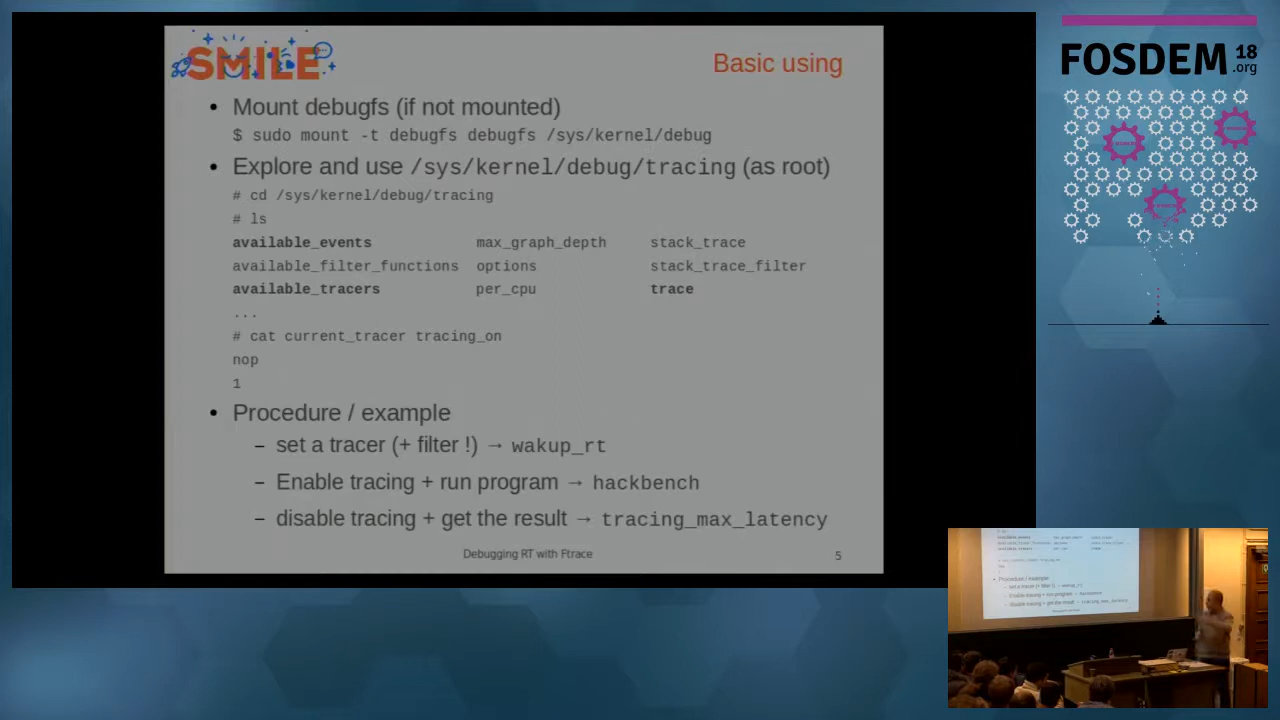 SMILE
Basic using
• Mount debugfs (if not mounted)
$ sudo mount -t debugfs debugfs /sys/kernel/debug
• Explore and use /sys/kernel/debug/tracing (as root)
# cd /sys/kernel/debug/tracing
# ls
available_events max_graph_depth stack_trace
available_filter_functions options stack_trace_filter
available_tracers per_cpu trace
...
# cat current_tracer tracing_on
nop
1
• Procedure / example
– set a tracer (+ filter !) → wakup_rt
– Enable tracing + run program → hackbench
– disable tracing + get the result → tracing_max_latency
Debugging RT with Ftrace
5
FOSDEM 18
.org